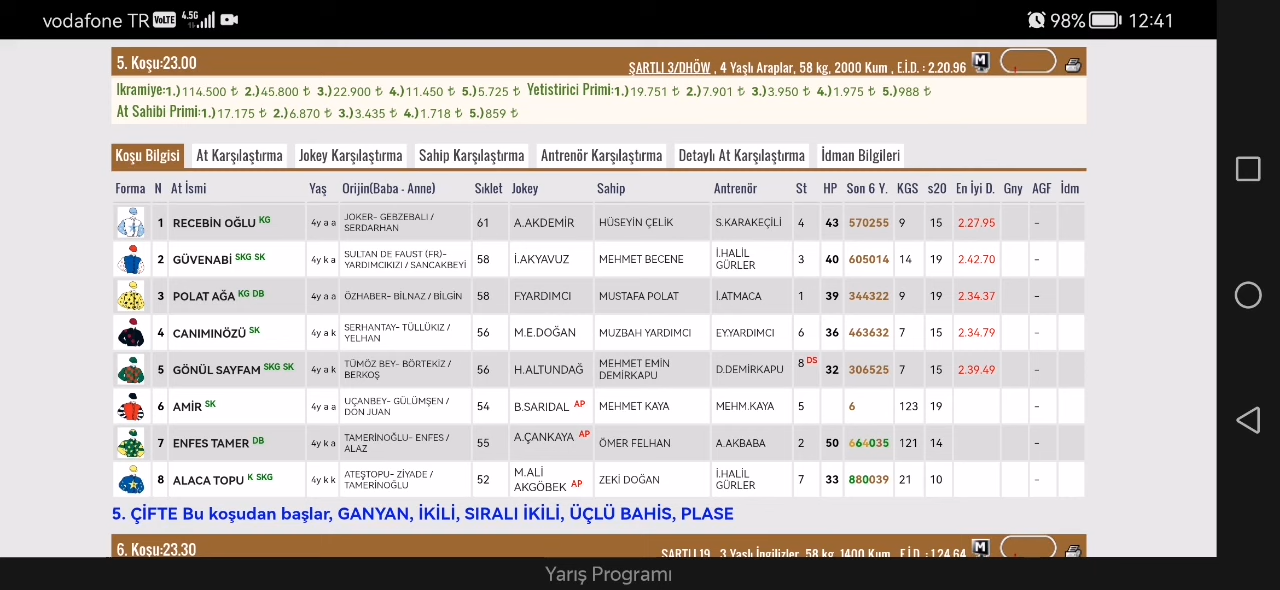 vodafone TR VoLTE 4.5G 98% 12:41
5. Koşu:23.00
ŞARTLI 3/DHÖW , 4 Yaşlı Araplar, 58 kg, 2000 Kum , E.İ.D. : 2.20.96 M
İkramiye:1.)114.500 ₺ 2.)45.800 ₺ 3.)22.900 ₺ 4.)11.450 ₺ 5.)5.725 ₺ Yetistirici Primi:1.)19.751 ₺ 2.)7.901 ₺ 3.)3.950 ₺ 4.)1.975 ₺ 5.)988 ₺
At Sahibi Primi:1.)17.175 ₺ 2.)6.870 ₺ 3.)3.435 ₺ 4.)1.718 ₺ 5.)859 ₺
Koşu Bilgisi At Karşılaştırma Jokey Karşılaştırma Sahip Karşılaştırma Antrenör Karşılaştırma Detaylı At Karşılaştırma İdman Bilgileri
Forma N At İsmi Yaş Orijin(Baba - Anne) Sıklet Jokey Sahip Antrenör St HP Son 6 Y. KGS s20 En İyi D. Gny AGF İdm
1 RECEBİN OĞLU KG 4y a a JOKER- GEBZEBALI / SERDARHAN 61 A.AKDEMİR HÜSEYİN ÇELİK S.KARAKEÇİLİ 4 43 570255 9 15 2.27.95 -
2 GÜVENABİ SKG SK 4y k a SULTAN DE FAUST (FR)- YARDIMCIKIZI / SANCAKBEYİ 58 İ.AKYAVUZ MEHMET BECENE İ.HALİL GÜRLER 3 40 605014 14 19 2.42.70 -
3 POLAT AĞA KG DB 4y a a ÖZHABER- BİLNAZ / BİLGİN 58 F.YARDIMCI MUSTAFA POLAT İ.ATMACA 1 39 344322 9 19 2.34.37 -
4 CANIMINÖZÜ SK 4y a k SERHANTAY- TÜLLÜKIZ / YELHAN 56 M.E.DOĞAN MUZBAH YARDIMCI EY.YARDIMCI 6 36 463632 7 15 2.34.79 -
5 GÖNÜL SAYFAM SKG SK 4y a k TÜMÖZ BEY- BÖRTEKİZ / BERKOŞ 56 H.ALTUNDAĞ MEHMET EMİN DEMİRKAPU D.DEMİRKAPU 8 DS 32 306525 7 15 2.39.49 -
6 AMİR SK 4y a a UÇANBEY- GÜLÜMŞEN / DON JUAN 54 B.SARIDAL AP MEHMET KAYA MEHM.KAYA 5 6 123 19 -
7 ENFES TAMER DB 4y k a TAMERİNOĞLU- ENFES / ALAZ 55 A.ÇANKAYA AP ÖMER FELHAN A.AKBABA 2 50 664035 121 14 -
8 ALACA TOPU K SKG 4y k k ATEŞTOPU- ZİYADE / TAMERİNOĞLU 52 M.ALİ AKGÖBEK AP ZEKİ DOĞAN İ.HALİL GÜRLER 7 33 880039 21 10 -
5. ÇİFTE Bu koşudan başlar, GANYAN, İKİLİ, SIRALI İKİLİ, ÜÇLÜ BAHİS, PLASE
6. Koşu:23.30
ŞARTLI 19 , 3 Yaşlı İngilizler, 58 kg, 1400 Kum , E.İ.D. : 1.24.64 M
Yarış Programı